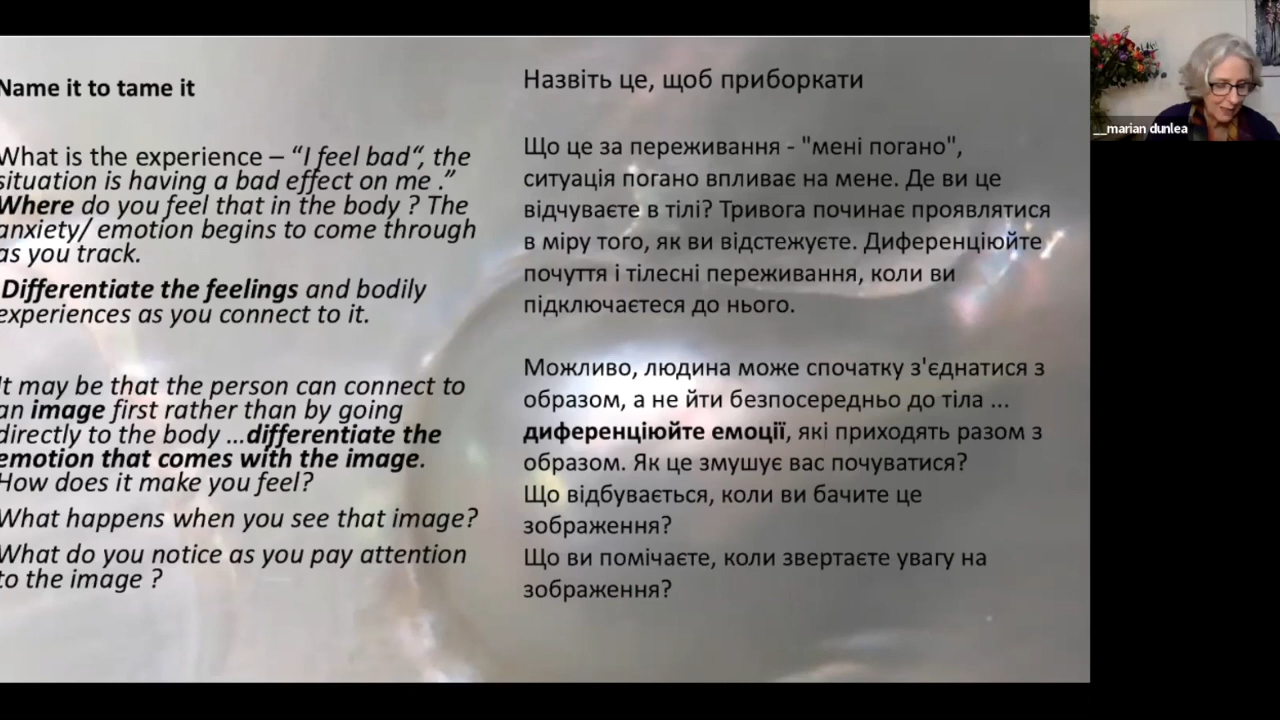 Name it to tame it
What is the experience – “I feel bad“, the
situation is having a bad effect on me .”
Where do you feel that in the body ? The
anxiety/ emotion begins to come through
as you track.
Differentiate the feelings and bodily
experiences as you connect to it.
It may be that the person can connect to
an image first rather than by going
directly to the body …differentiate the
emotion that comes with the image.
How does it make you feel?
What happens when you see that image?
What do you notice as you pay attention
to the image ?
Назвіть це, щоб приборкати
Що це за переживання - "мені погано",
ситуація погано впливає на мене. Де ви це
відчуваєте в тілі? Тривога починає проявлятися
в міру того, як ви відстежуєте. Диференціюйте
почуття і тілесні переживання, коли ви
підключаєтеся до нього.
Можливо, людина може спочатку з'єднатися з
образом, а не йти безпосередньо до тіла ...
диференціюйте емоції, які приходять разом з
образом. Як це змушує вас почуватися?
Що відбувається, коли ви бачите це
зображення?
Що ви помічаєте, коли звертаєте увагу на
зображення?
__marian dunlea